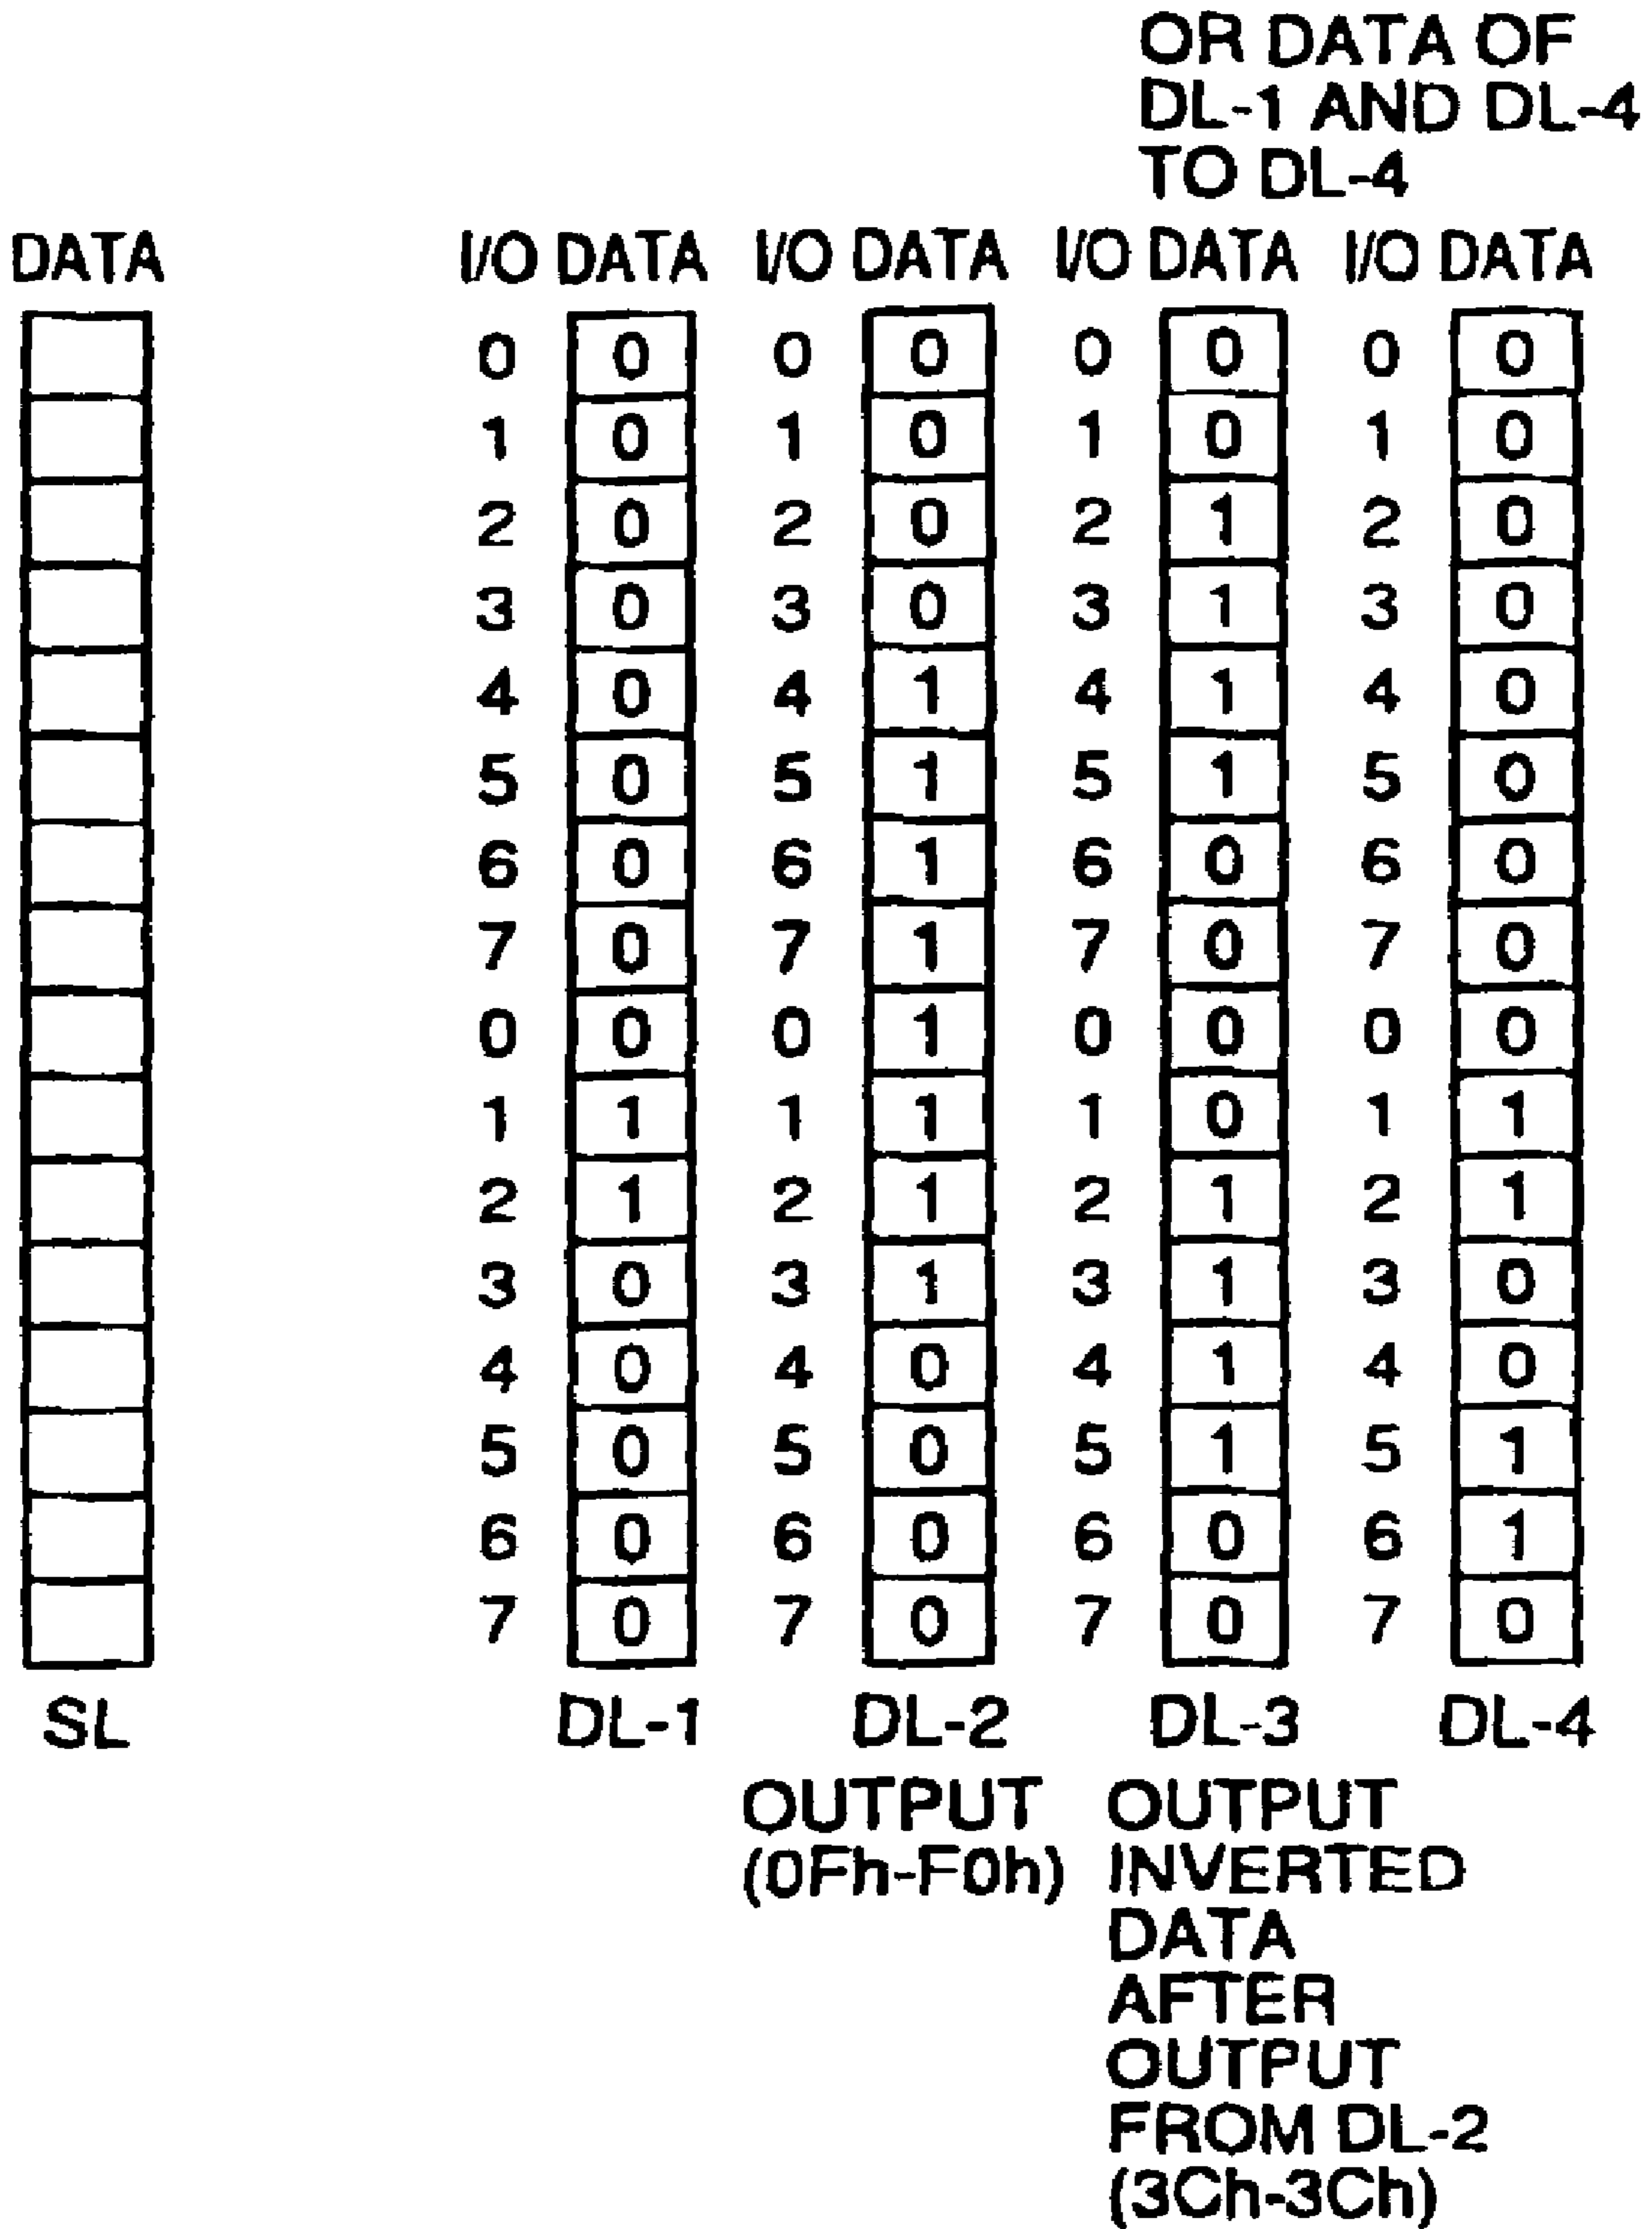 OR DATA OF
DL-1 AND DL-4
TO DL-4
DATA I/O DATA I/O DATA I/O DATA I/O DATA
0 0 0 0 0 0 0 0
1 0 1 0 1 0 1 0
2 0 2 0 2 1 2 0
3 0 3 0 3 1 3 0
4 0 4 1 4 1 4 0
5 0 5 1 5 1 5 0
6 0 6 1 6 0 6 0
7 0 7 1 7 0 7 0
0 0 0 1 0 0 0 0
1 1 1 1 1 0 1 1
2 1 2 1 2 1 2 1
3 0 3 1 3 1 3 0
4 0 4 0 4 1 4 0
5 0 5 0 5 1 5 1
6 0 6 0 6 0 6 1
7 0 7 0 7 0 7 0
SL DL-1 DL-2 DL-3 DL-4
OUTPUT
(0Fh-F0h)
OUTPUT
INVERTED
DATA
AFTER
OUTPUT
FROM DL-2
(3Ch-3Ch)